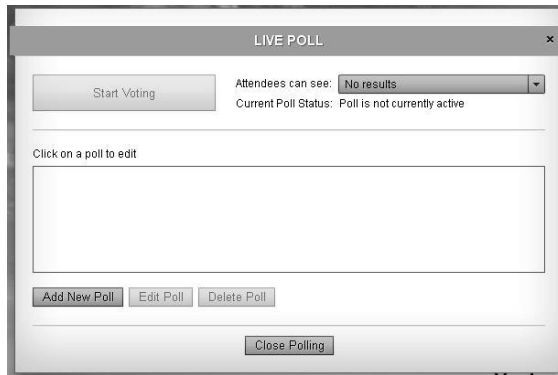 LIVE POLL x
Start Voting
Attendees can see: No results
Current Poll Status: Poll is not currently active
Click on a poll to edit
Add New Poll Edit Poll Delete Poll
Close Polling